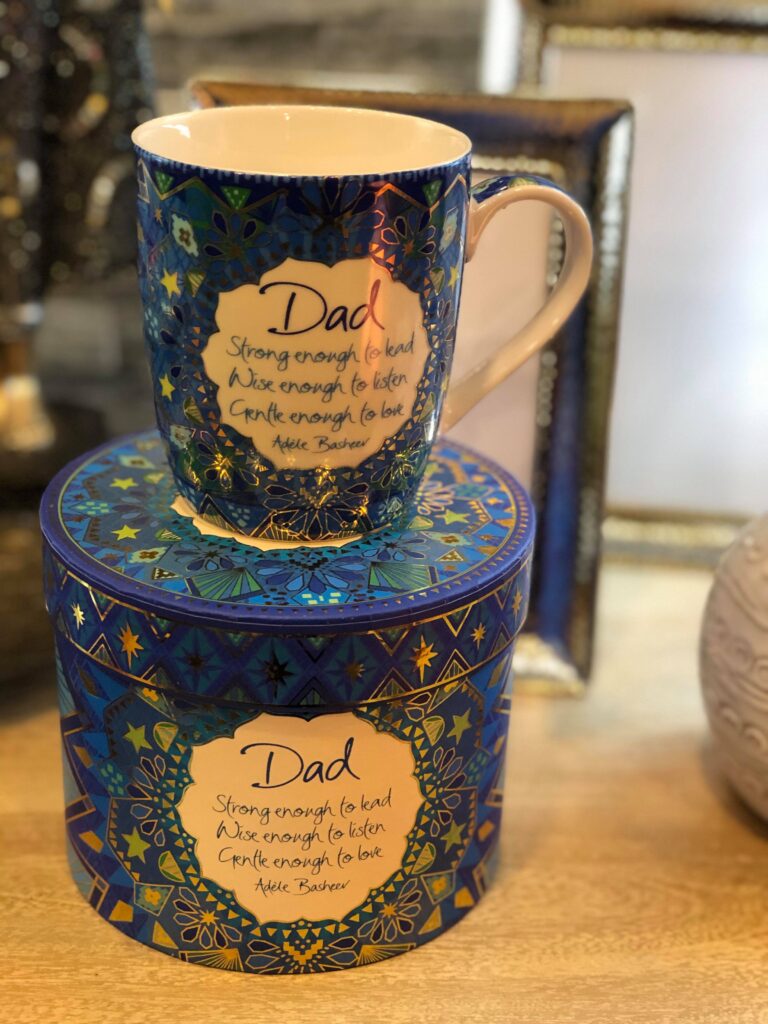 Dad
Strong enough to lead
Wise enough to listen
Gentle enough to love
Adèle Basheer
Dad
Strong enough to lead
Wise enough to listen
Gentle enough to love
Adèle Basheer